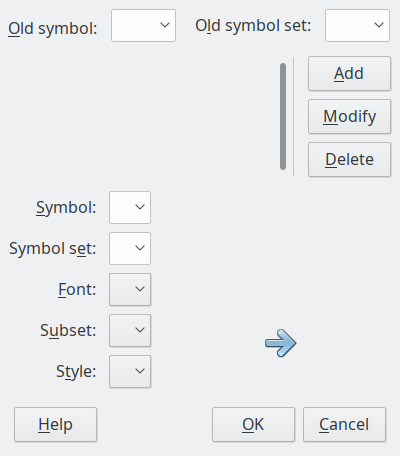 Old symbol:
Old symbol set:
Add
Modify
Delete
Symbol:
Symbol set:
Font:
Subset:
Style:
Help
OK
Cancel